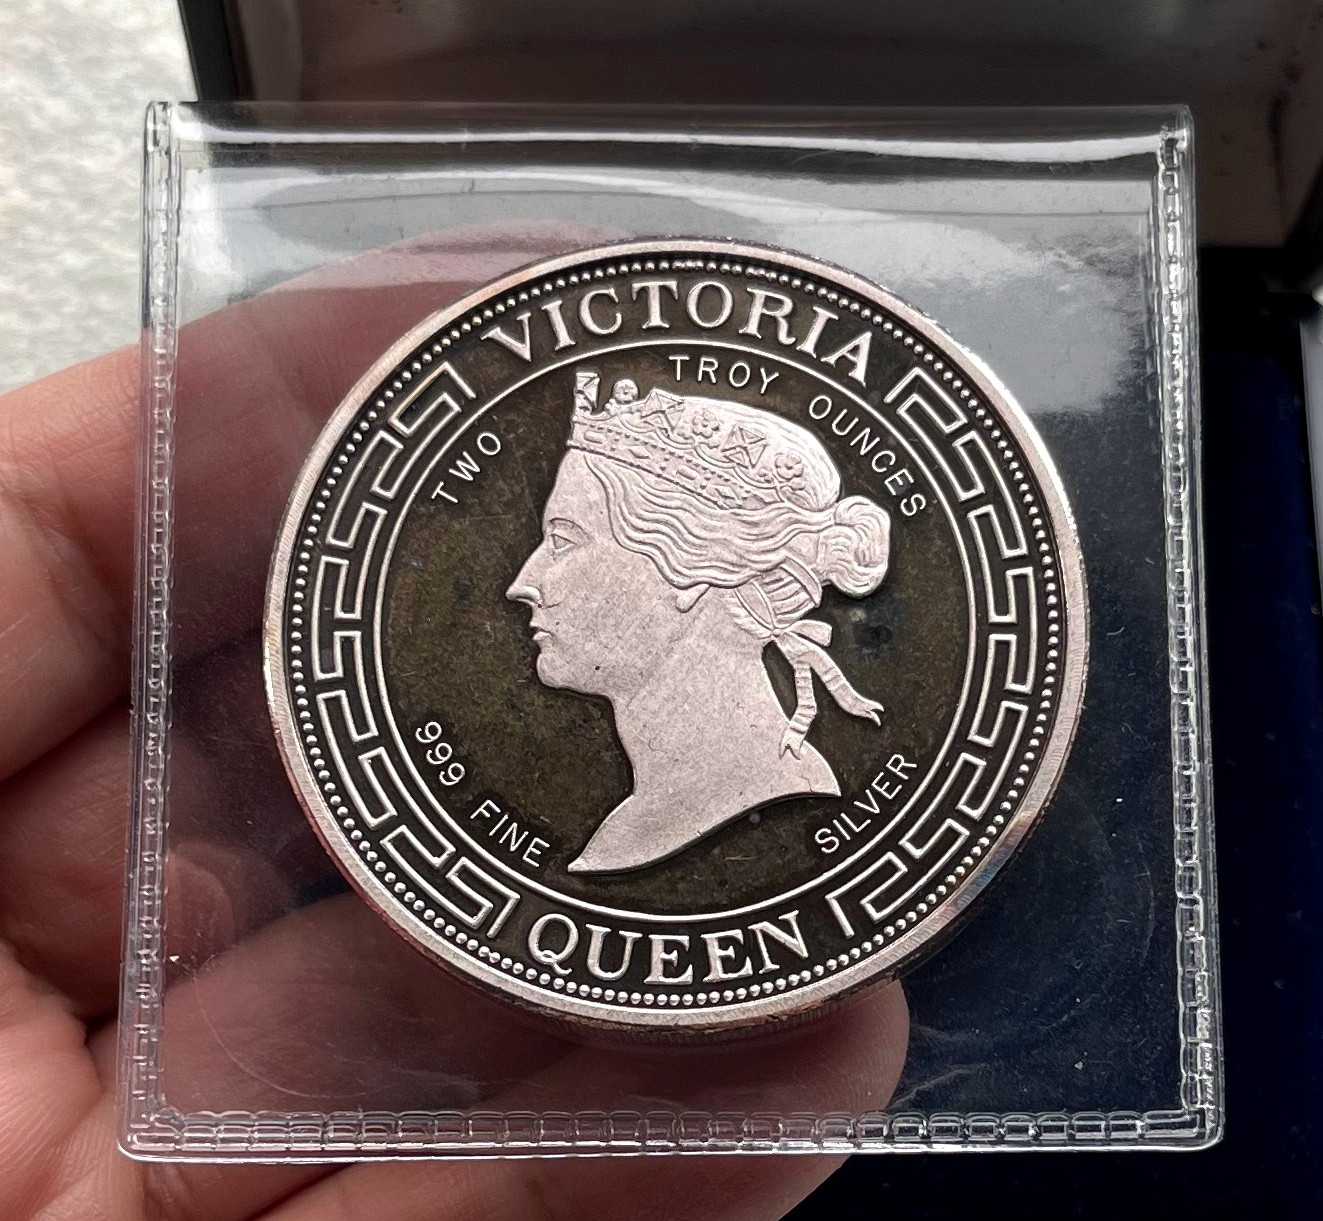 VICTORIA
TWO TROY OUNCES
999 FINE SILVER
QUEEN